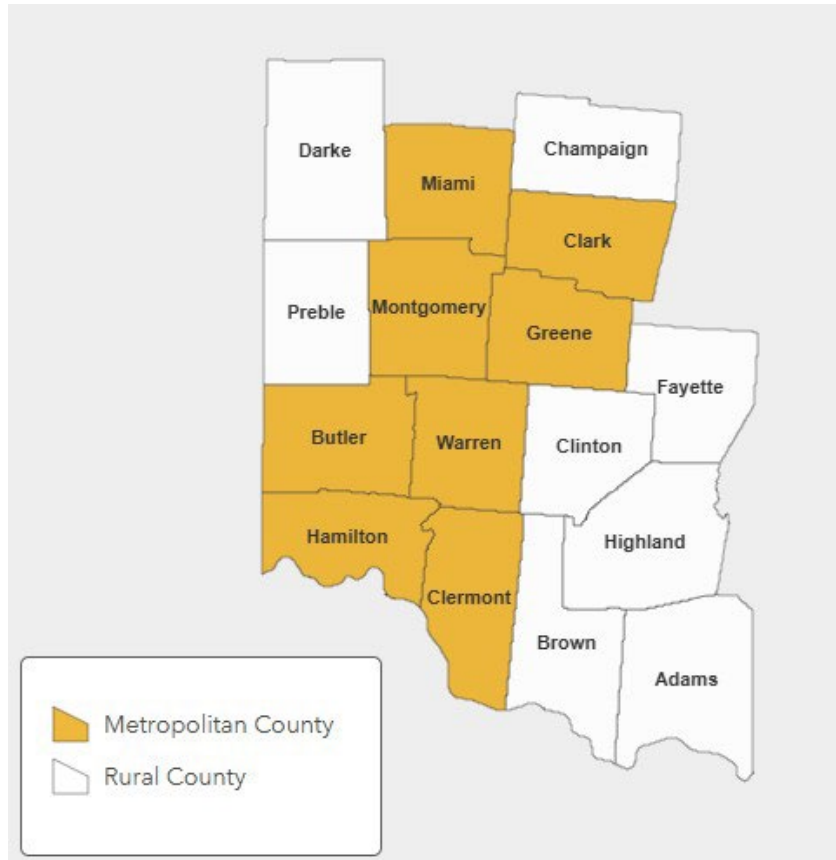 Darke
Champaign
Miami
Clark
Preble
Montgomery
Greene
Fayette
Butler
Warren
Clinton
Hamilton
Highland
Clermont
Brown
Adams
Metropolitan County
Rural County